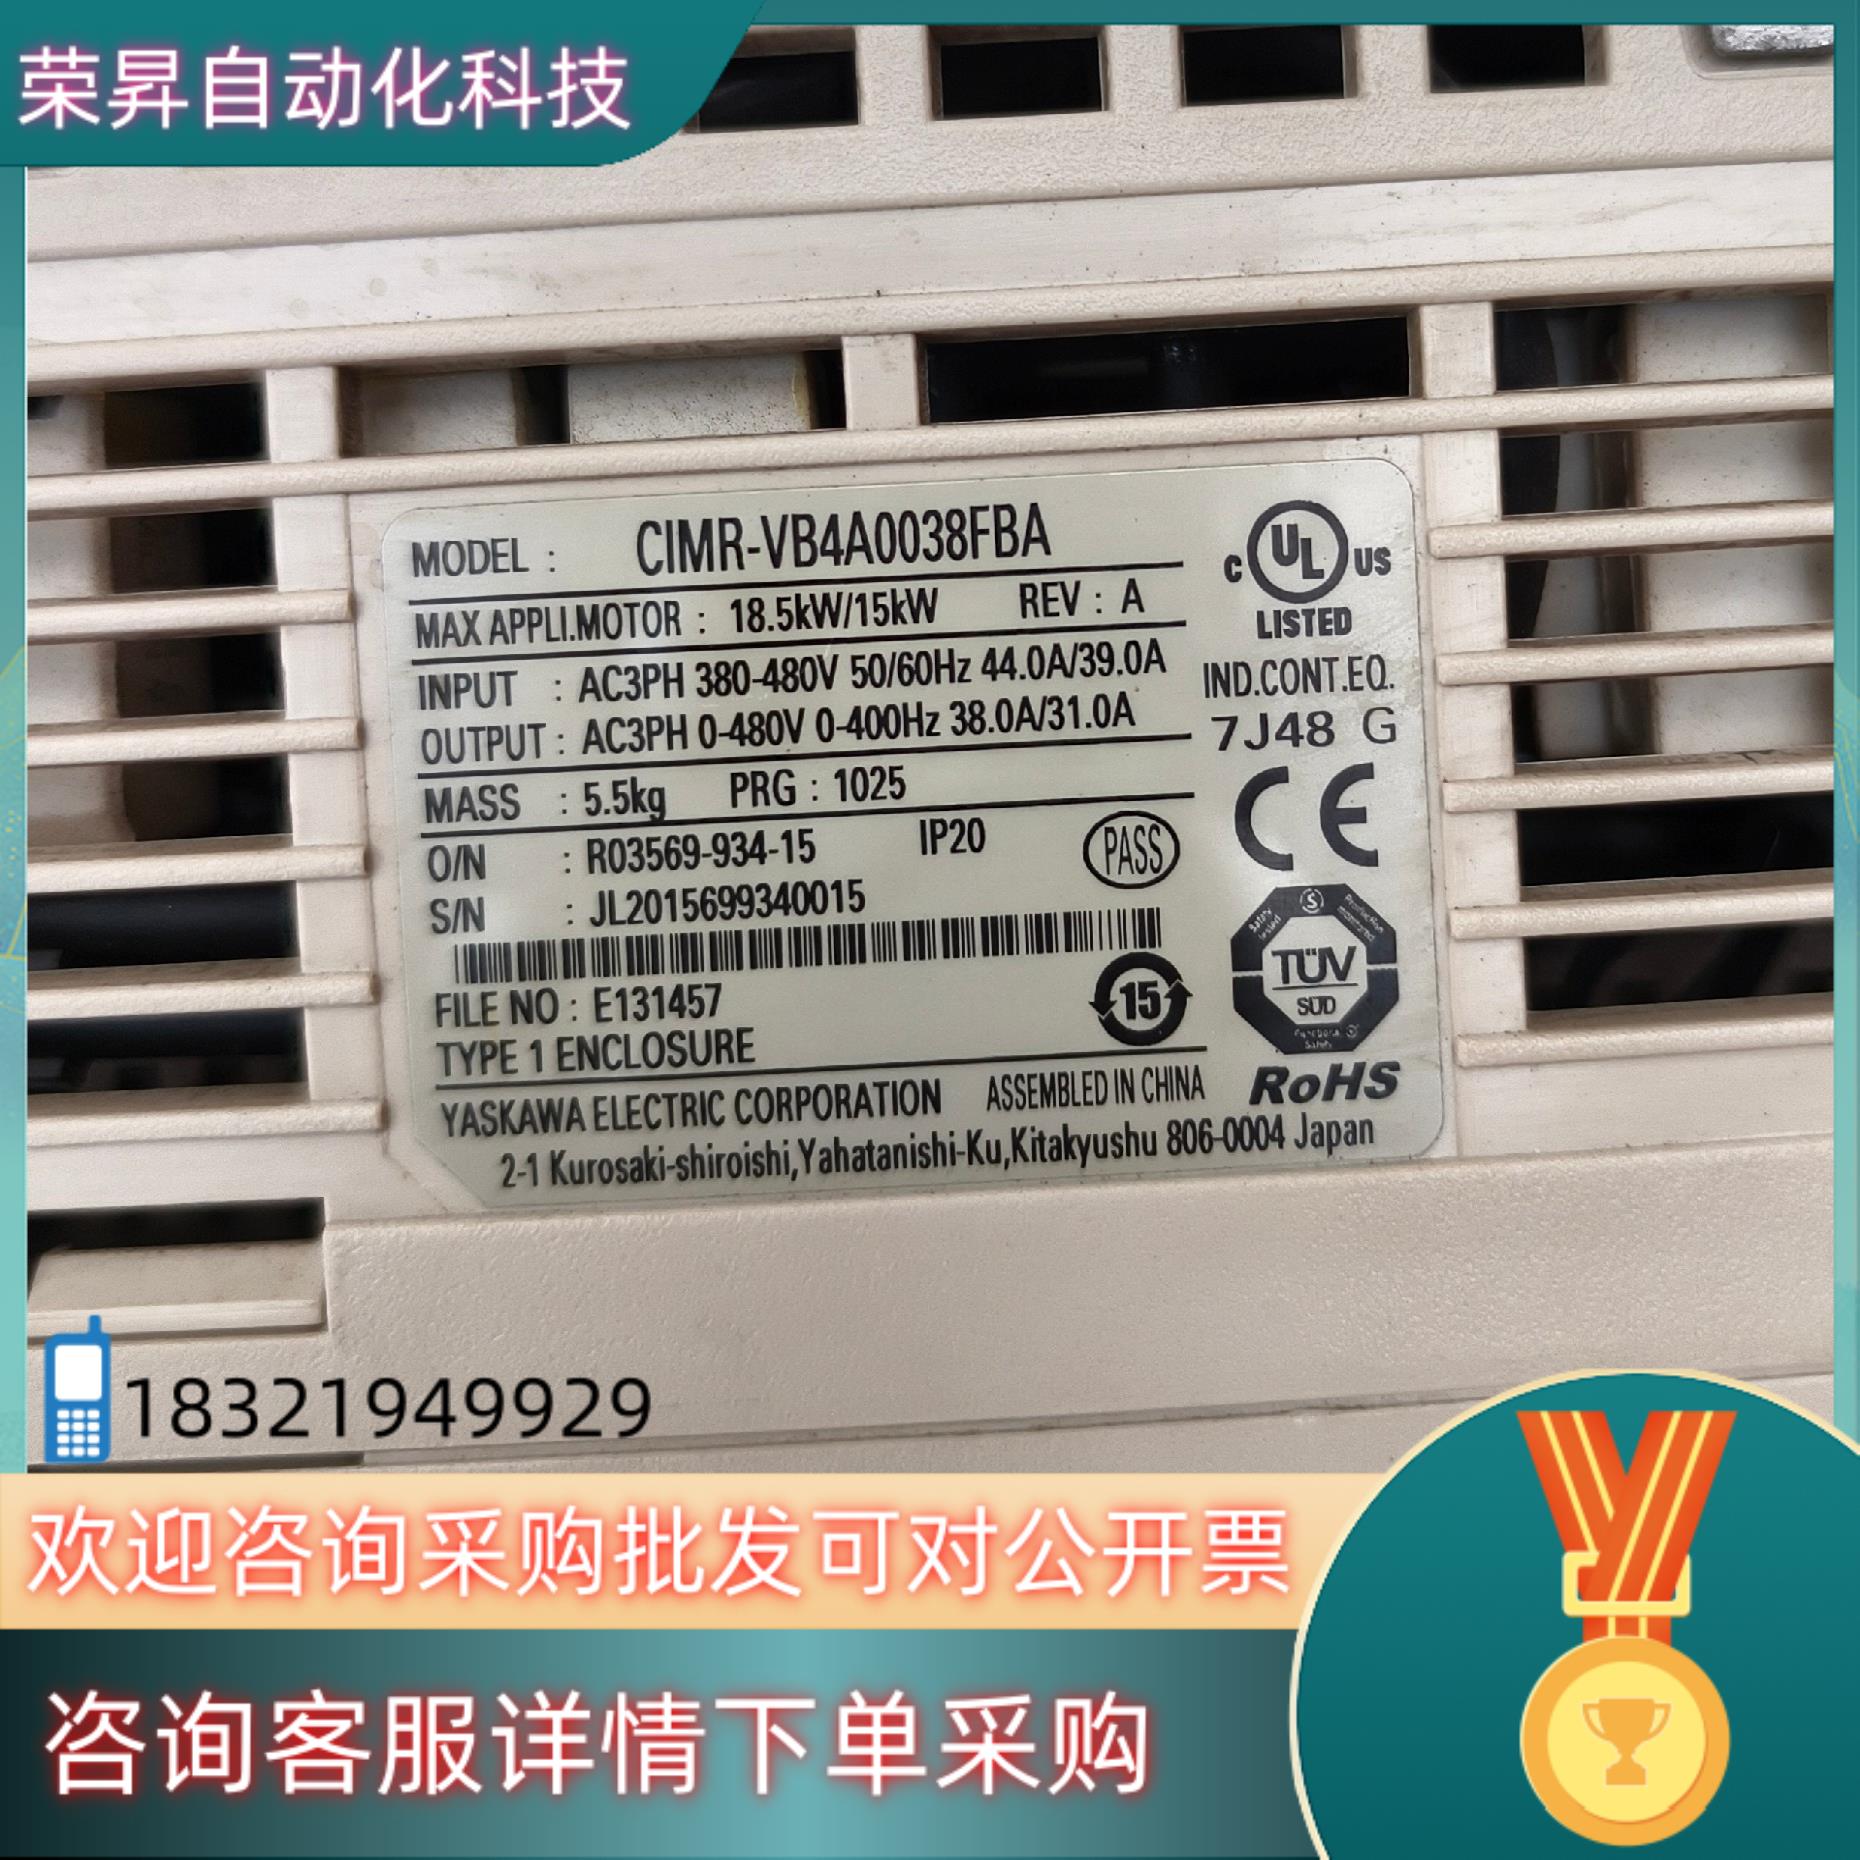 荣昇自动化科技
MODEL : CIMR-VB4A0038FBA
MAX APPLI.MOTOR : 18.5kW/15kW REV : A
INPUT : AC3PH 380-480V 50/60Hz 44.0A/39.0A
OUTPUT : AC3PH 0-480V 0-400Hz 38.0A/31.0A
MASS : 5.5kg PRG : 1025
O/N : R03569-934-15 IP20
PASS
S/N : JL2015699340015
15
FILE NO : E131457
TYPE 1 ENCLOSURE
YASKAWA ELECTRIC CORPORATION ASSEMBLED IN CHINA
2-1 Kurosaki-shiroishi,Yahatanishi-Ku,Kitakyushu 806-0004 Japan
C UL US
LISTED
IND.CONT.EQ.
7J48 G
CE
TÜV
SÜD
RoHS
18321949929
欢迎咨询采购批发可对公开票
咨询客服详情下单采购